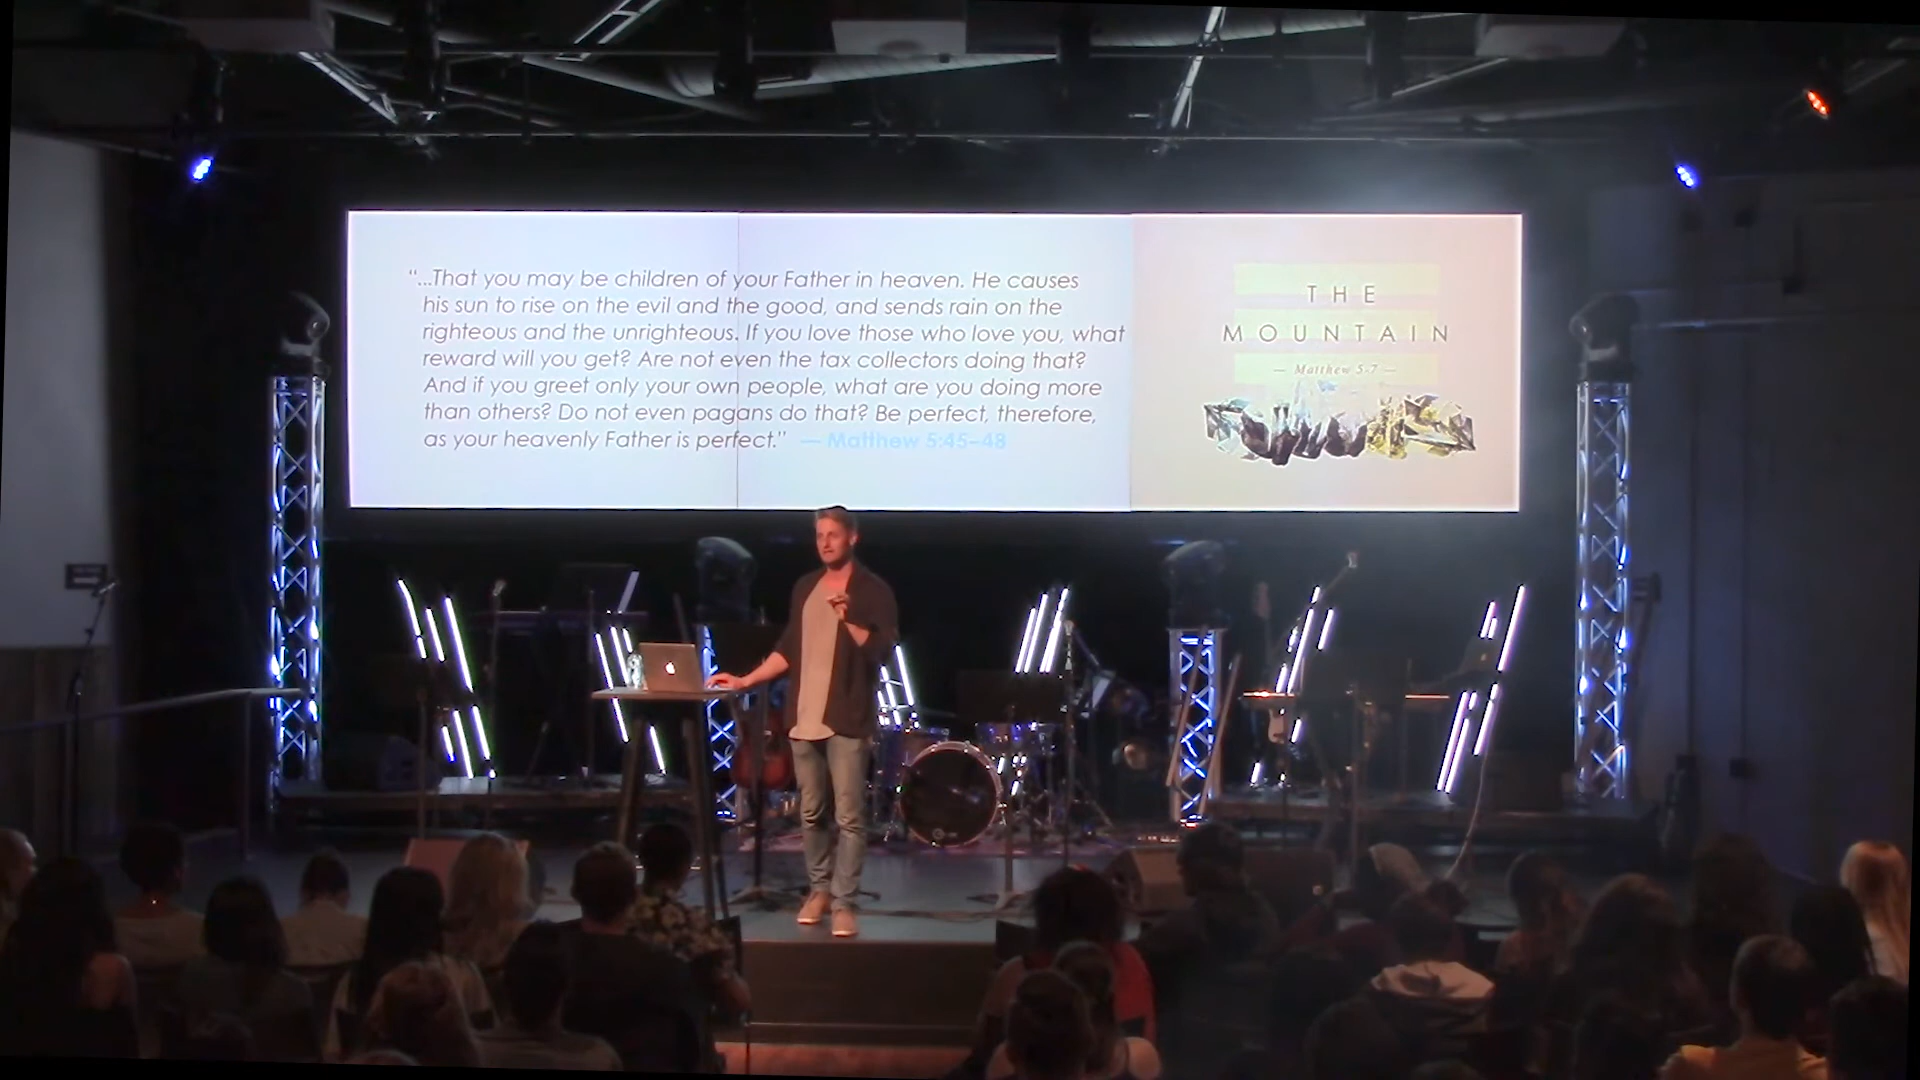 “...That you may be children of your Father in heaven. He causes
his sun to rise on the evil and the good, and sends rain on the
righteous and the unrighteous. If you love those who love you, what
reward will you get? Are not even the tax collectors doing that?
And if you greet only your own people, what are you doing more
than others? Do not even pagans do that? Be perfect, therefore,
as your heavenly Father is perfect.” — Matthew 5:45–48
THE
MOUNTAIN
— Matthew 5-7 —